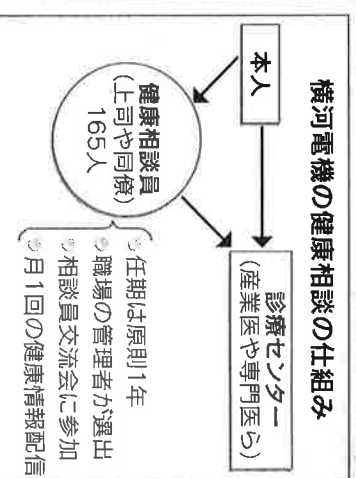 横河電機の健康相談の仕組み
本人
診療センター
(産業医や専門医ら)
健康相談員
(上司や同僚)
165人
任期は原則1年
職場の管理者が選出
相談員交流会に参加
月1回の健康情報配信